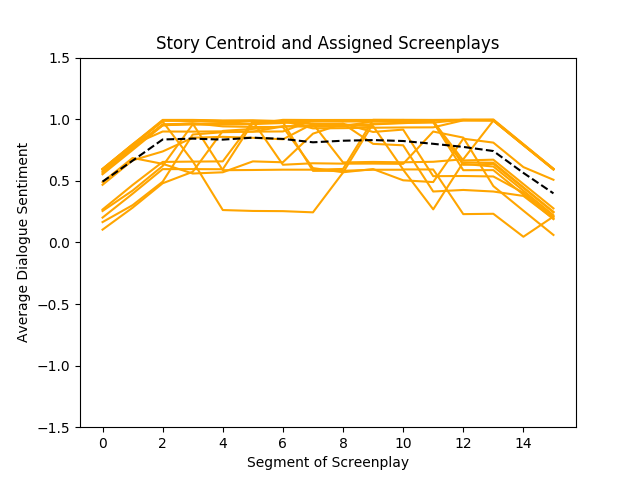 Story Centroid and Assigned Screenplays
Average Dialogue Sentiment
1.5
1.0
0.5
0.0
−0.5
−1.0
−1.5
0 2 4 6 8 10 12 14
Segment of Screenplay